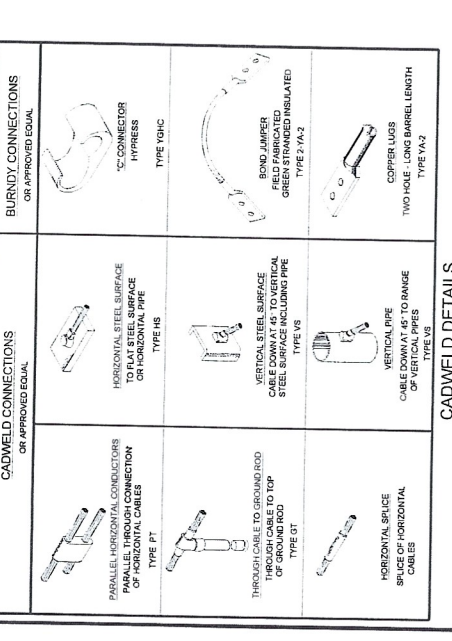 CADWELD CONNECTIONS
OR APPROVED EQUAL
BURNDY CONNECTIONS
OR APPROVED EQUAL
PARALLEL HORIZONTAL CONDUCTORS
PARALLEL THROUGH CONNECTION
OF HORIZONTAL CABLES
TYPE PT
HORIZONTAL STEEL SURFACE
TO FLAT STEEL SURFACE
OR HORIZONTAL PIPE
TYPE HS
"C" CONNECTOR
HYPRESS
TYPE YGHC
THROUGH CABLE TO GROUND ROD
THROUGH CABLE TO TOP
OF GROUND ROD
TYPE GT
VERTICAL STEEL SURFACE
CABLE DOWN AT 45° TO VERTICAL
STEEL SURFACE INCLUDING PIPE
TYPE VS
BOND JUMPER
FIELD FABRICATED
GREEN STRANDED INSULATED
TYPE 2-YA-2
HORIZONTAL SPLICE
SPLICE OF HORIZONTAL
CABLES
VERTICAL PIPE
CABLE DOWN AT 45° TO RANGE
OF VERTICAL PIPES
TYPE VS
COPPER LUGS
TWO HOLE - LONG BARREL LENGTH
TYPE YA-2
CADWELD DETAILS